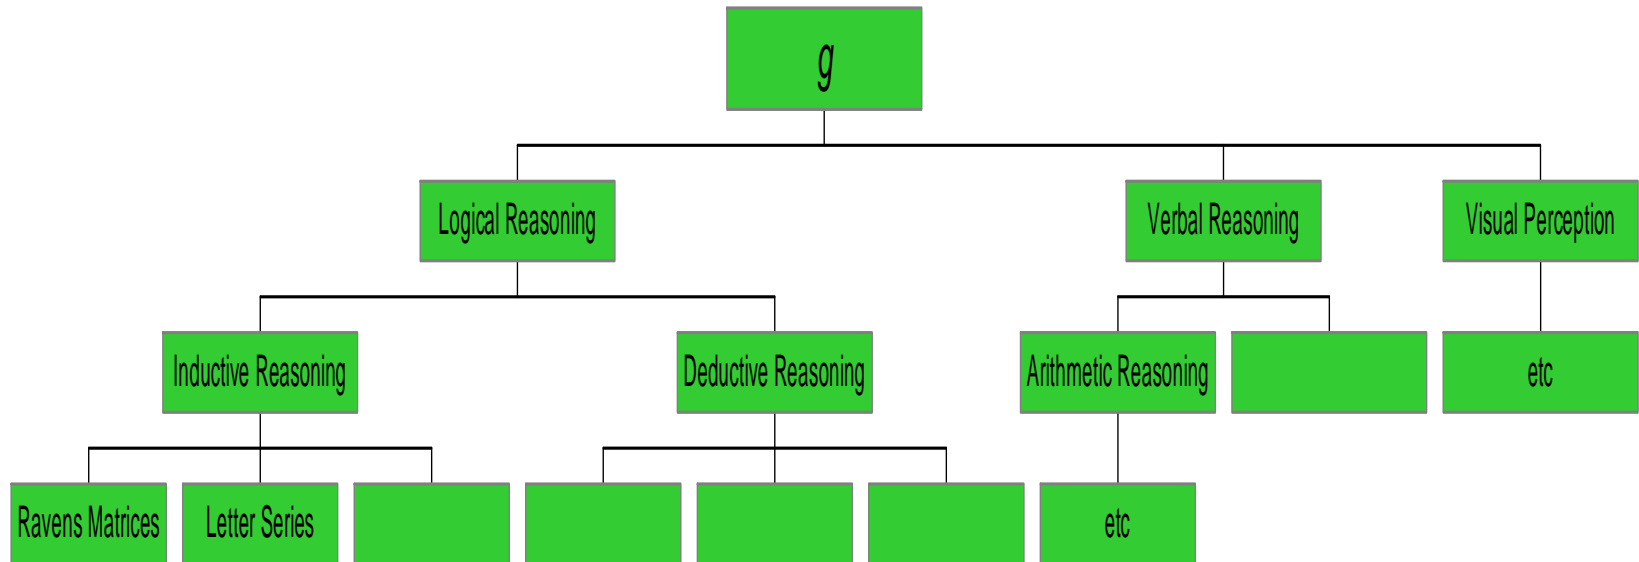 g
Logical Reasoning
Verbal Reasoning
Visual Perception
Inductive Reasoning
Deductive Reasoning
Arithmetic Reasoning
etc
Ravens Matrices
Letter Series
etc